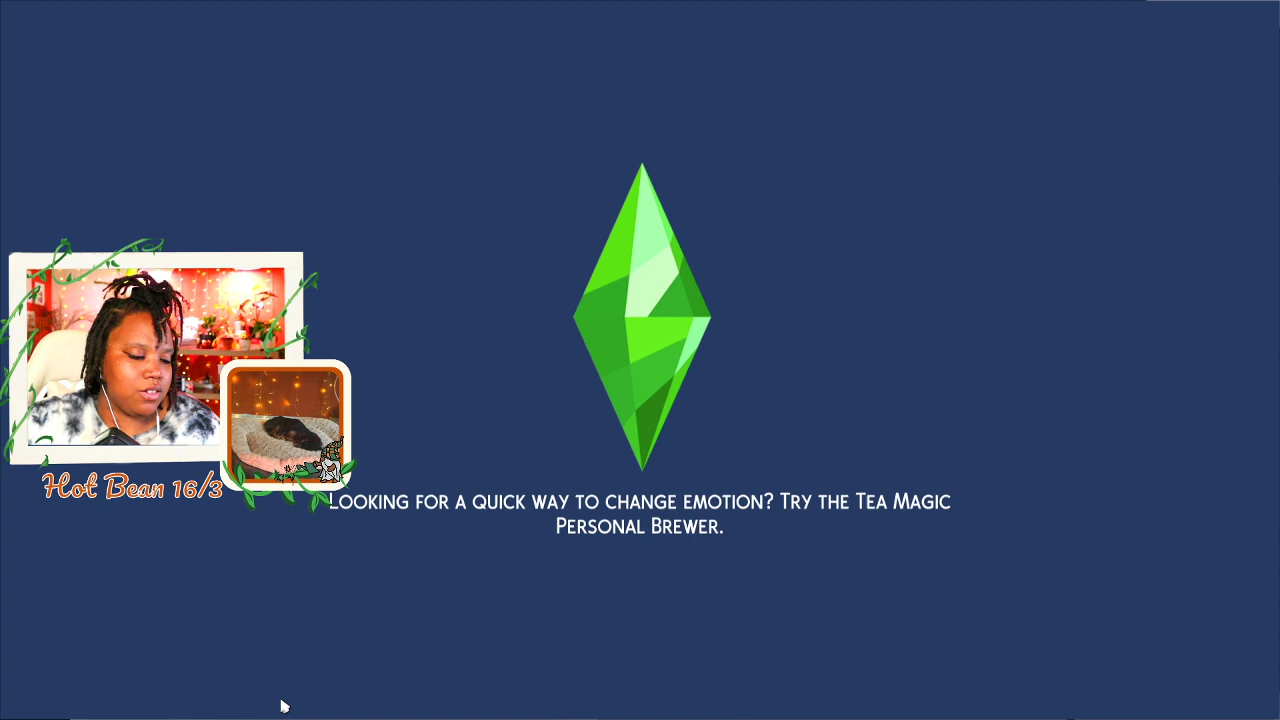 Hot Bean 16/3
Looking for a quick way to change emotion? Try the Tea Magic
Personal Brewer.